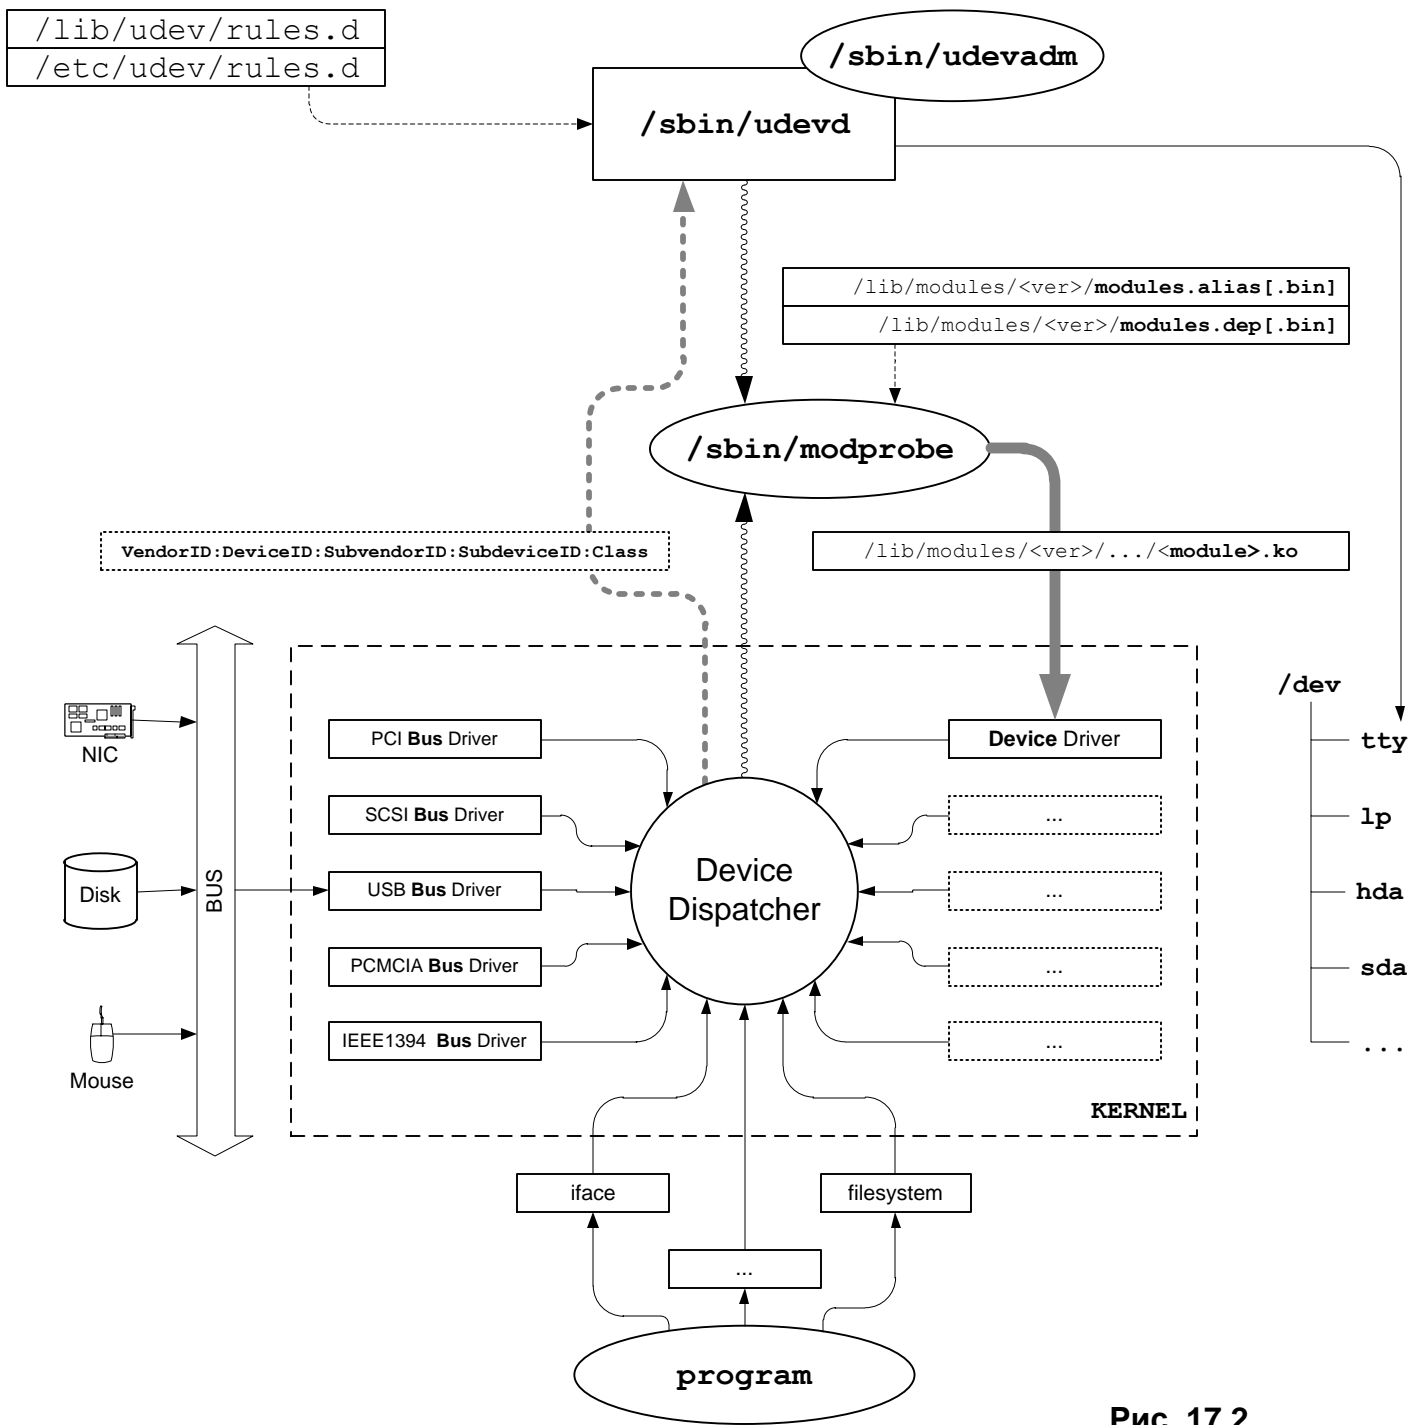 /lib/udev/rules.d
/etc/udev/rules.d
/sbin/udevadm
/sbin/udevd
/lib/modules/<ver>/modules.alias[.bin]
/lib/modules/<ver>/modules.dep[.bin]
/sbin/modprobe
VendorID:DeviceID:SubvendorID:SubdeviceID:Class
/lib/modules/<ver>/.../<module>.ko
/dev
NIC
PCI Bus Driver
Device Driver
tty
SCSI Bus Driver
...
lp
Disk
BUS
USB Bus Driver
Device
Dispatcher
...
hda
PCMCIA Bus Driver
...
sda
Mouse
IEEE1394 Bus Driver
...
...
KERNEL
iface
filesystem
...
program
Рис. 17.2